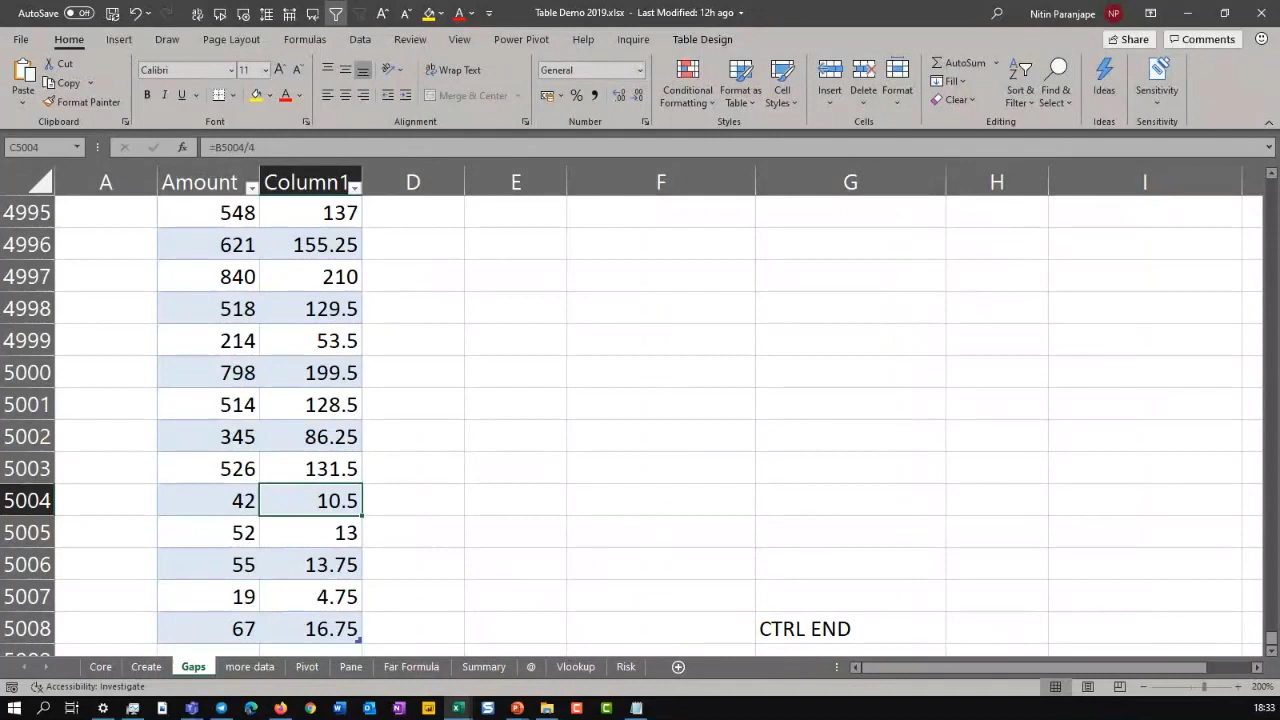 AutoSave Off
Table Demo 2019.xlsx - Last Modified: 12h ago
Nitin Paranjape NP
File Home Insert Draw Page Layout Formulas Data Review View Power Pivot Help Inquire Table Design Share Comments
Paste
Cut
Copy
Format Painter
Clipboard
Calibri 11
B I U
Font
Wrap Text
Merge & Center
Alignment
General
Number
Conditional Formatting
Format as Table
Cell Styles
Styles
Insert Delete Format
Cells
AutoSum
Fill
Clear
Sort & Filter
Find & Select
Editing
Ideas
Ideas
Sensitivity
Sensitivity
C5004 fx =B5004/4
A Amount Column1 D E F G H I
4995 548 137
4996 621 155.25
4997 840 210
4998 518 129.5
4999 214 53.5
5000 798 199.5
5001 514 128.5
5002 345 86.25
5003 526 131.5
5004 42 10.5
5005 52 13
5006 55 13.75
5007 19 4.75
5008 67 16.75 CTRL END
Core Create Gaps more data Pivot Pane Far Formula Summary @ Vlookup Risk
Accessibility: Investigate 200%
18:33